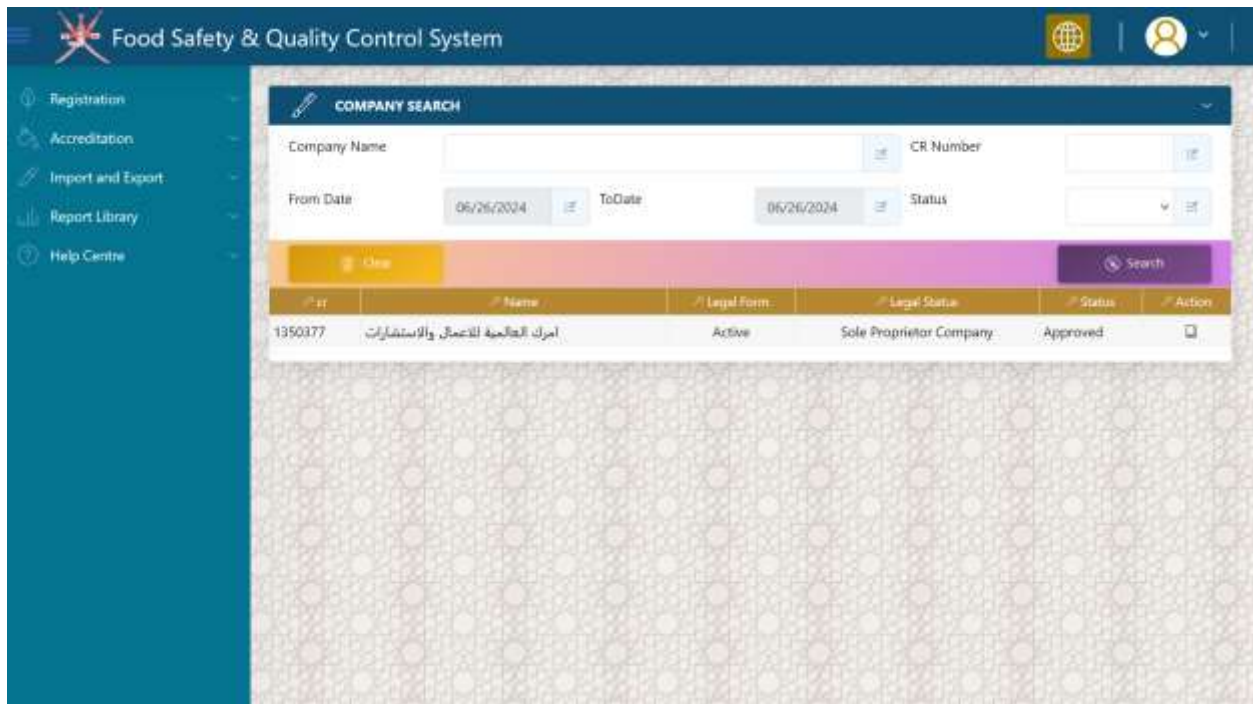 Food Safety & Quality Control System
Registration
Accreditation
Import and Export
Report Library
Help Centre
COMPANY SEARCH
Company Name
CR Number
From Date 06/26/2024 ToDate 06/26/2024 Status
Clear Search
cr Name Legal Form Legal Status Status Action
1350377 امرك العالمية للاعمال والاستشارات Active Sole Proprietor Company Approved